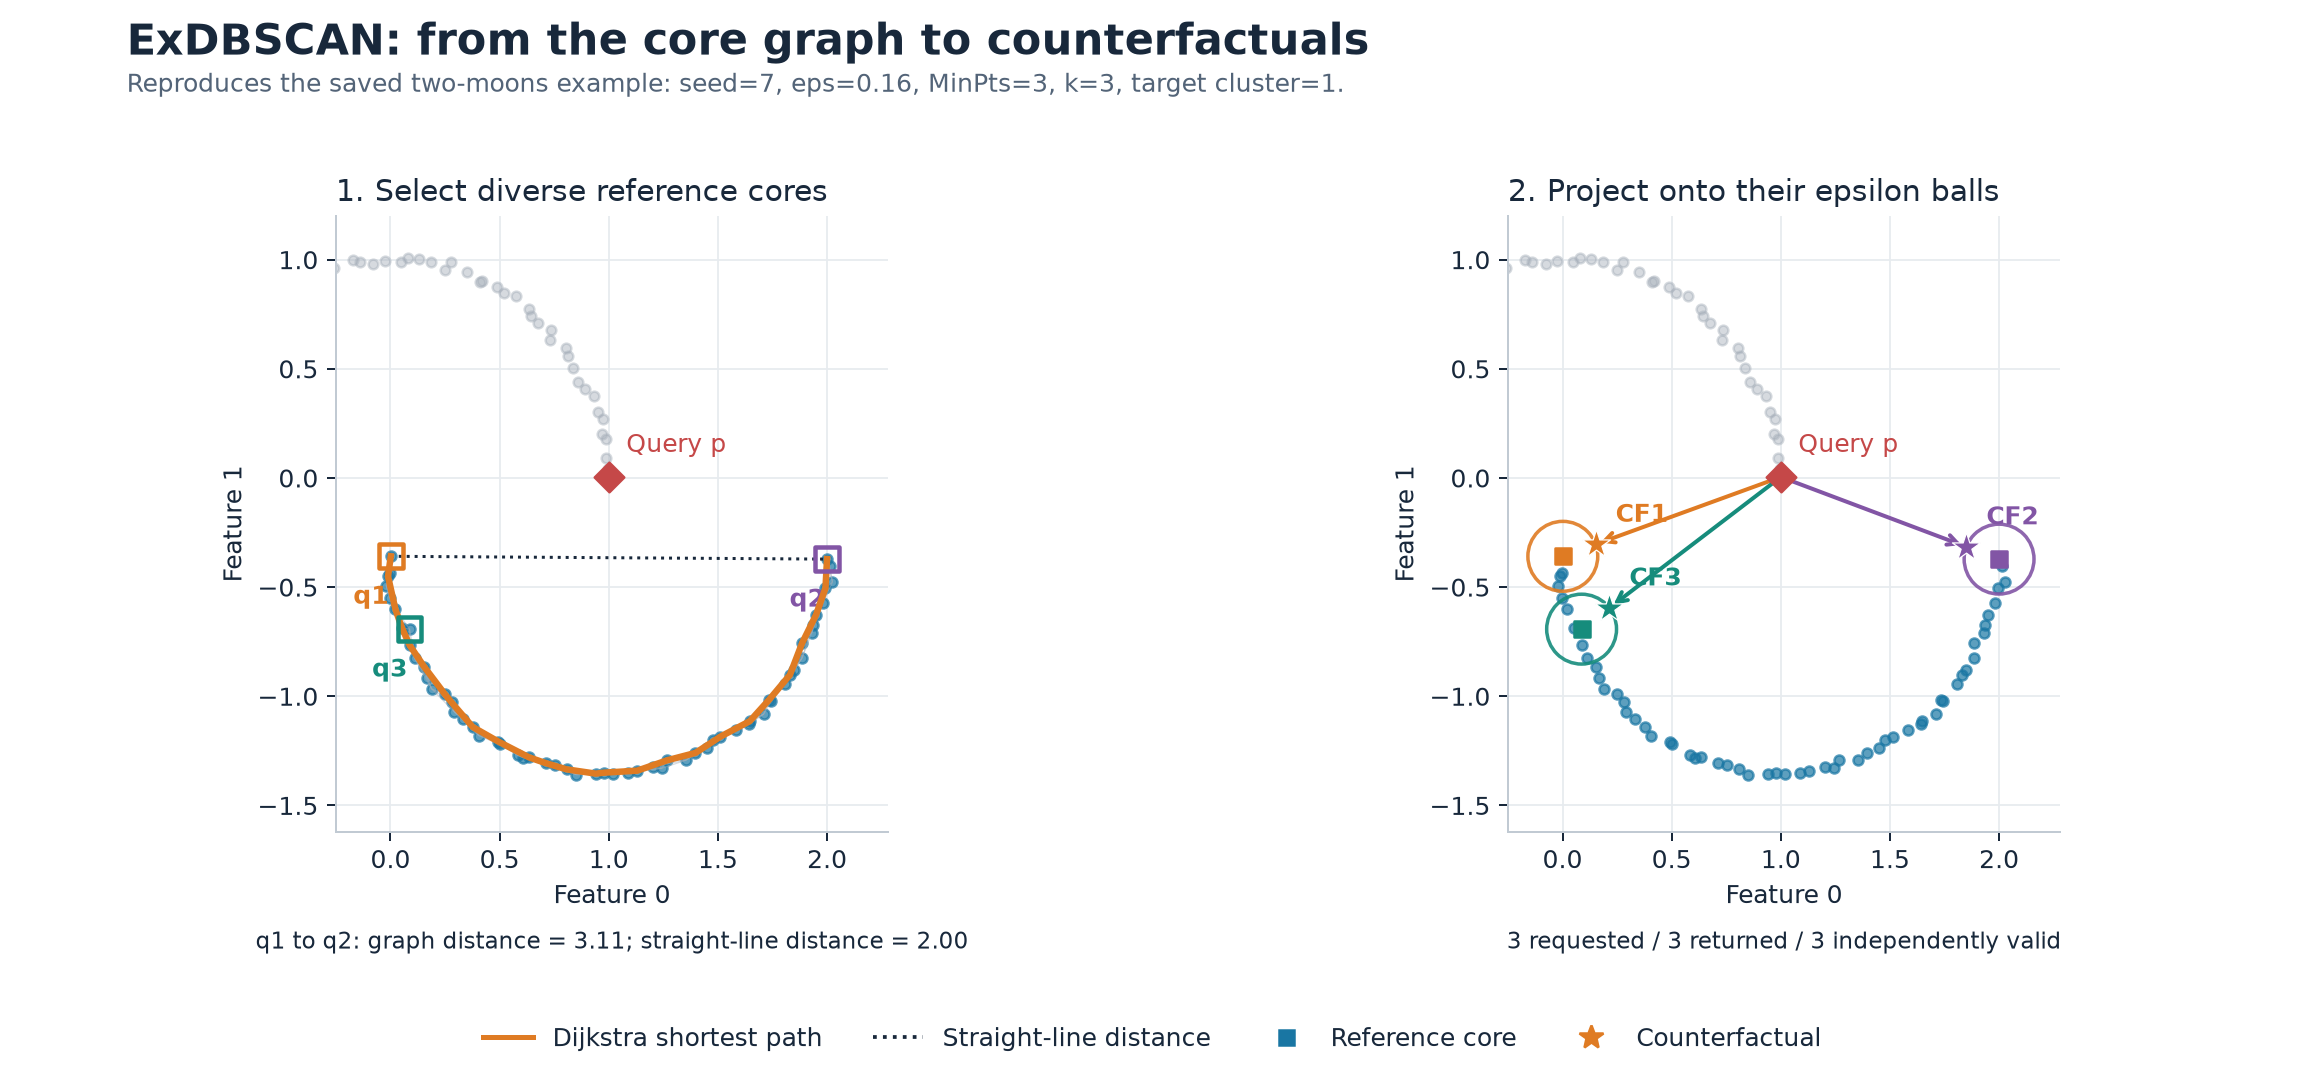 ExDBSCAN: from the core graph to counterfactuals
Reproduces the saved two-moons example: seed=7, eps=0.16, MinPts=3, k=3, target cluster=1.
1. Select diverse reference cores
1.0
0.5
0.0
−0.5
−1.0
−1.5
Feature 1
Query p
q1
q2
q3
0.0 0.5 1.0 1.5 2.0
Feature 0
q1 to q2: graph distance = 3.11; straight-line distance = 2.00
2. Project onto their epsilon balls
1.0
0.5
0.0
−0.5
−1.0
−1.5
Feature 1
Query p
CF1
CF2
CF3
0.0 0.5 1.0 1.5 2.0
Feature 0
3 requested / 3 returned / 3 independently valid
Dijkstra shortest path Straight-line distance Reference core Counterfactual